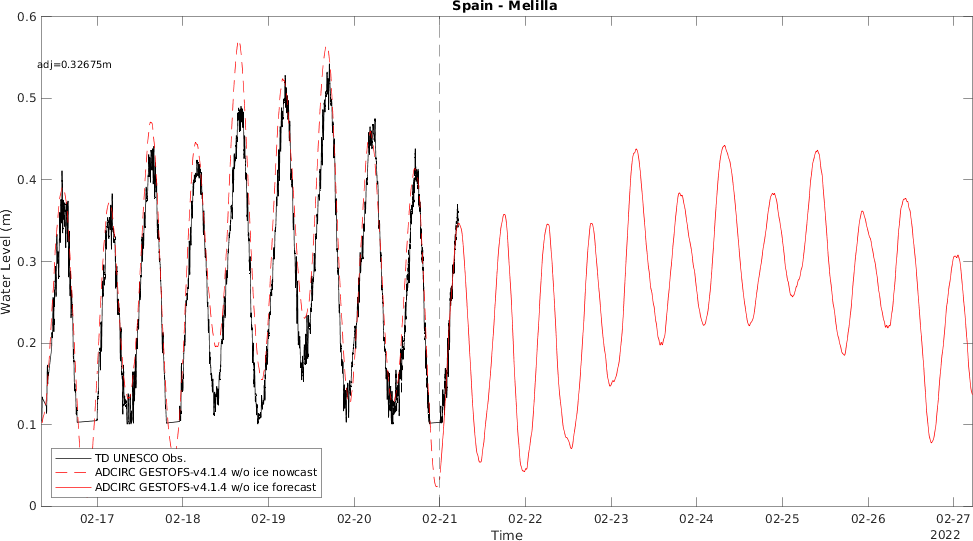 Spain - Melilla
adj=0.32675m
Water Level (m)
0.6
0.5
0.4
0.3
0.2
0.1
0
TD UNESCO Obs.
ADCIRC GESTOFS-v4.1.4 w/o ice nowcast
ADCIRC GESTOFS-v4.1.4 w/o ice forecast
02-17 02-18 02-19 02-20 02-21 02-22 02-23 02-24 02-25 02-26 02-27
Time
2022